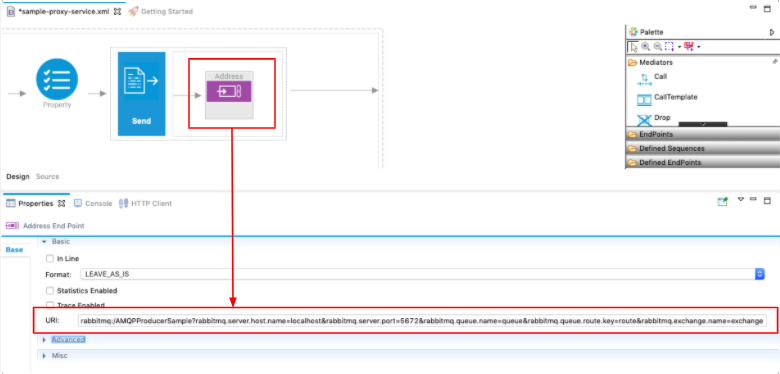 *sample-proxy-service.xml Getting Started
Palette
Mediators
Call
CallTemplate
Drop
EndPoints
Defined Sequences
Defined EndPoints
Address
Property
Send
Design Source
Properties Console HTTP Client
Address End Point
Base
Basic
In Line
Format: LEAVE_AS_IS
Statistics Enabled
Trace Enabled
URI: rabbitmq:/AMQPProducerSample?rabbitmq.server.host.name=localhost&rabbitmq.server.port=5672&rabbitmq.queue.name=queue&rabbitmq.queue.route.key=route&rabbitmq.exchange.name=exchange
Advanced
Misc